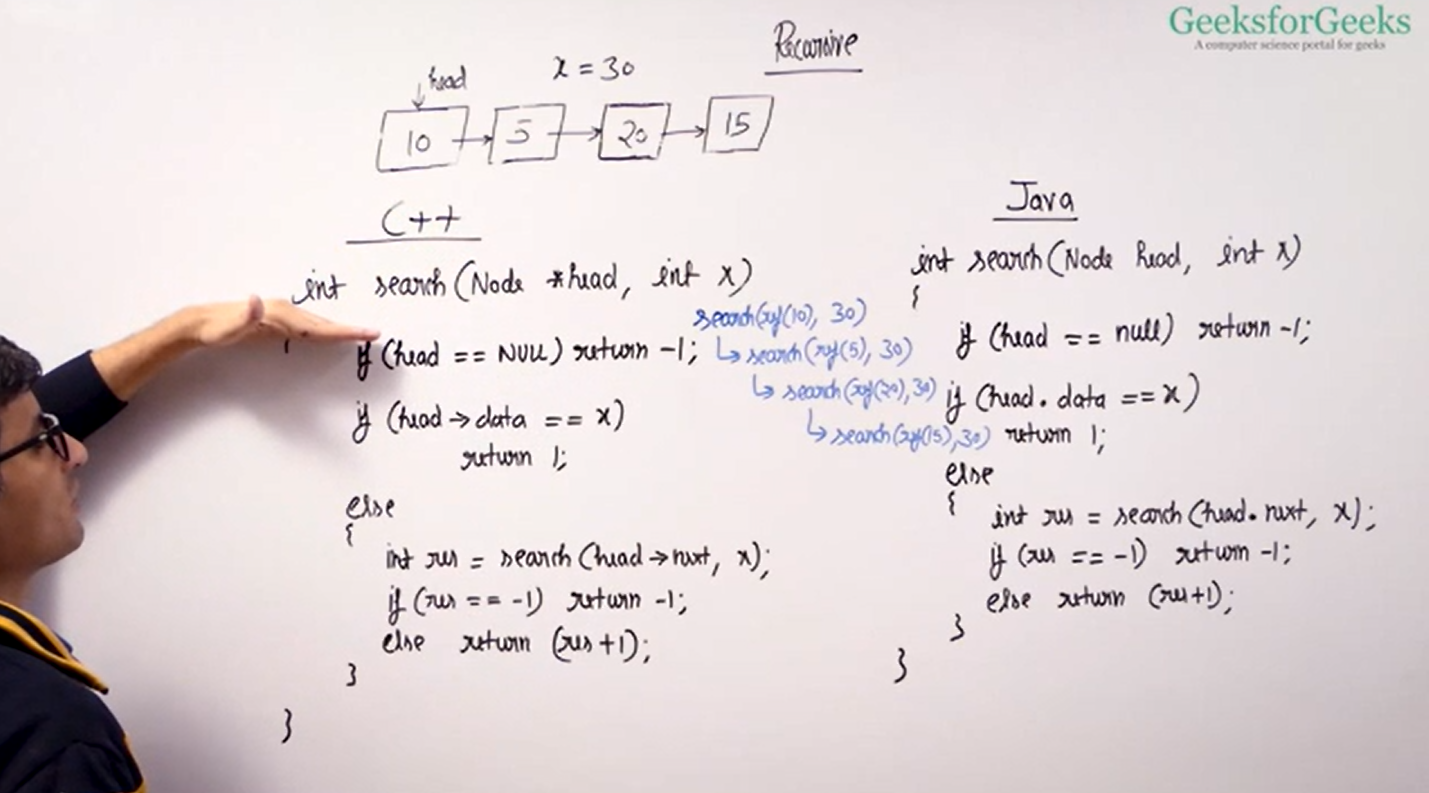 GeeksforGeeks
A computer science portal for geeks
Recursive
head
x = 30
10
5
20
15
C++
int search (Node *head, int x)
{
if (head == NULL) return -1;
if (head → data == x)
return 1;
else
{
int res = search (head → next, x);
if (res == -1) return -1;
else return (res + 1);
}
}
search(ref(10), 30)
↳ search(ref(5), 30)
↳ search(ref(20), 30)
↳ search(ref(15), 30)
Java
int search (Node head, int x)
{
if (head == null) return -1;
if (head. data == x)
return 1;
else
{
int res = search (head. next, x);
if (res == -1) return -1;
else return (res+1);
}
}